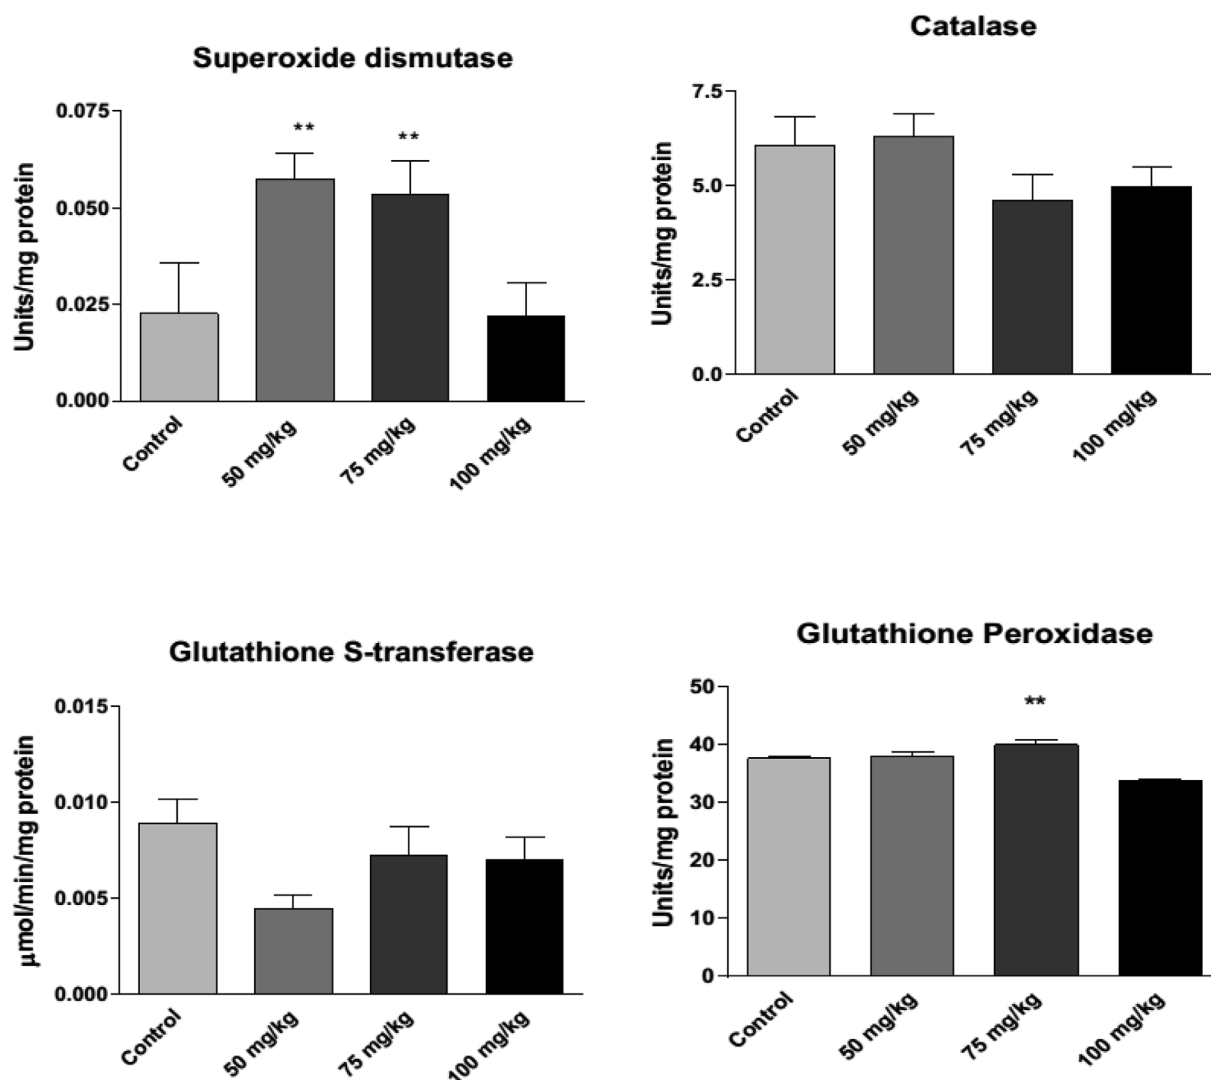 Superoxide dismutase
Units/mg protein
0.075
0.050
0.025
0.000
**
**
Control
50 mg/kg
75 mg/kg
100 mg/kg
Catalase
Units/mg protein
7.5
5.0
2.5
0.0
Control
50 mg/kg
75 mg/kg
100 mg/kg
Glutathione S-transferase
µmol/min/mg protein
0.015
0.010
0.005
0.000
Control
50 mg/kg
75 mg/kg
100 mg/kg
Glutathione Peroxidase
Units/mg protein
50
40
30
20
10
0
**
Control
50 mg/kg
75 mg/kg
100 mg/kg